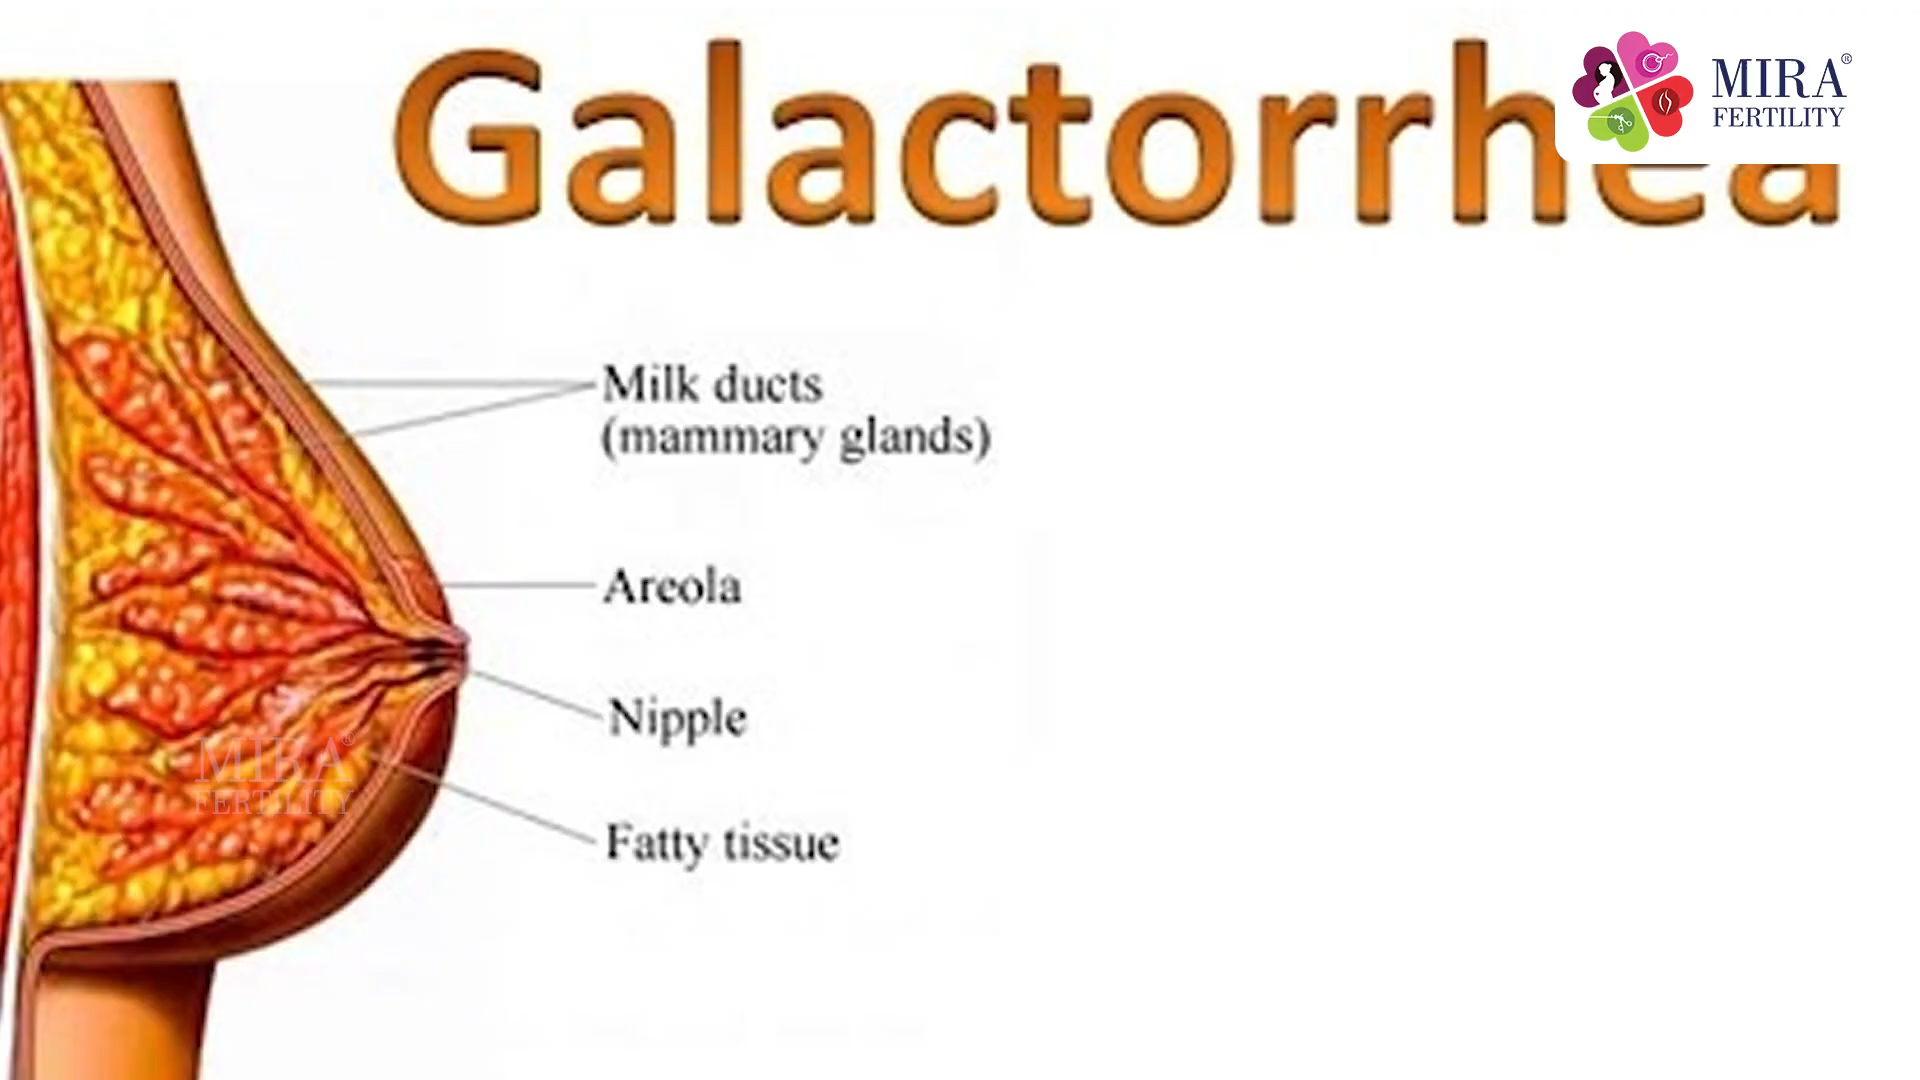 Galactorrhea
MIRA®
FERTILITY
Milk ducts
(mammary glands)
Areola
Nipple
Fatty tissue
MIRA®
FERTILITY